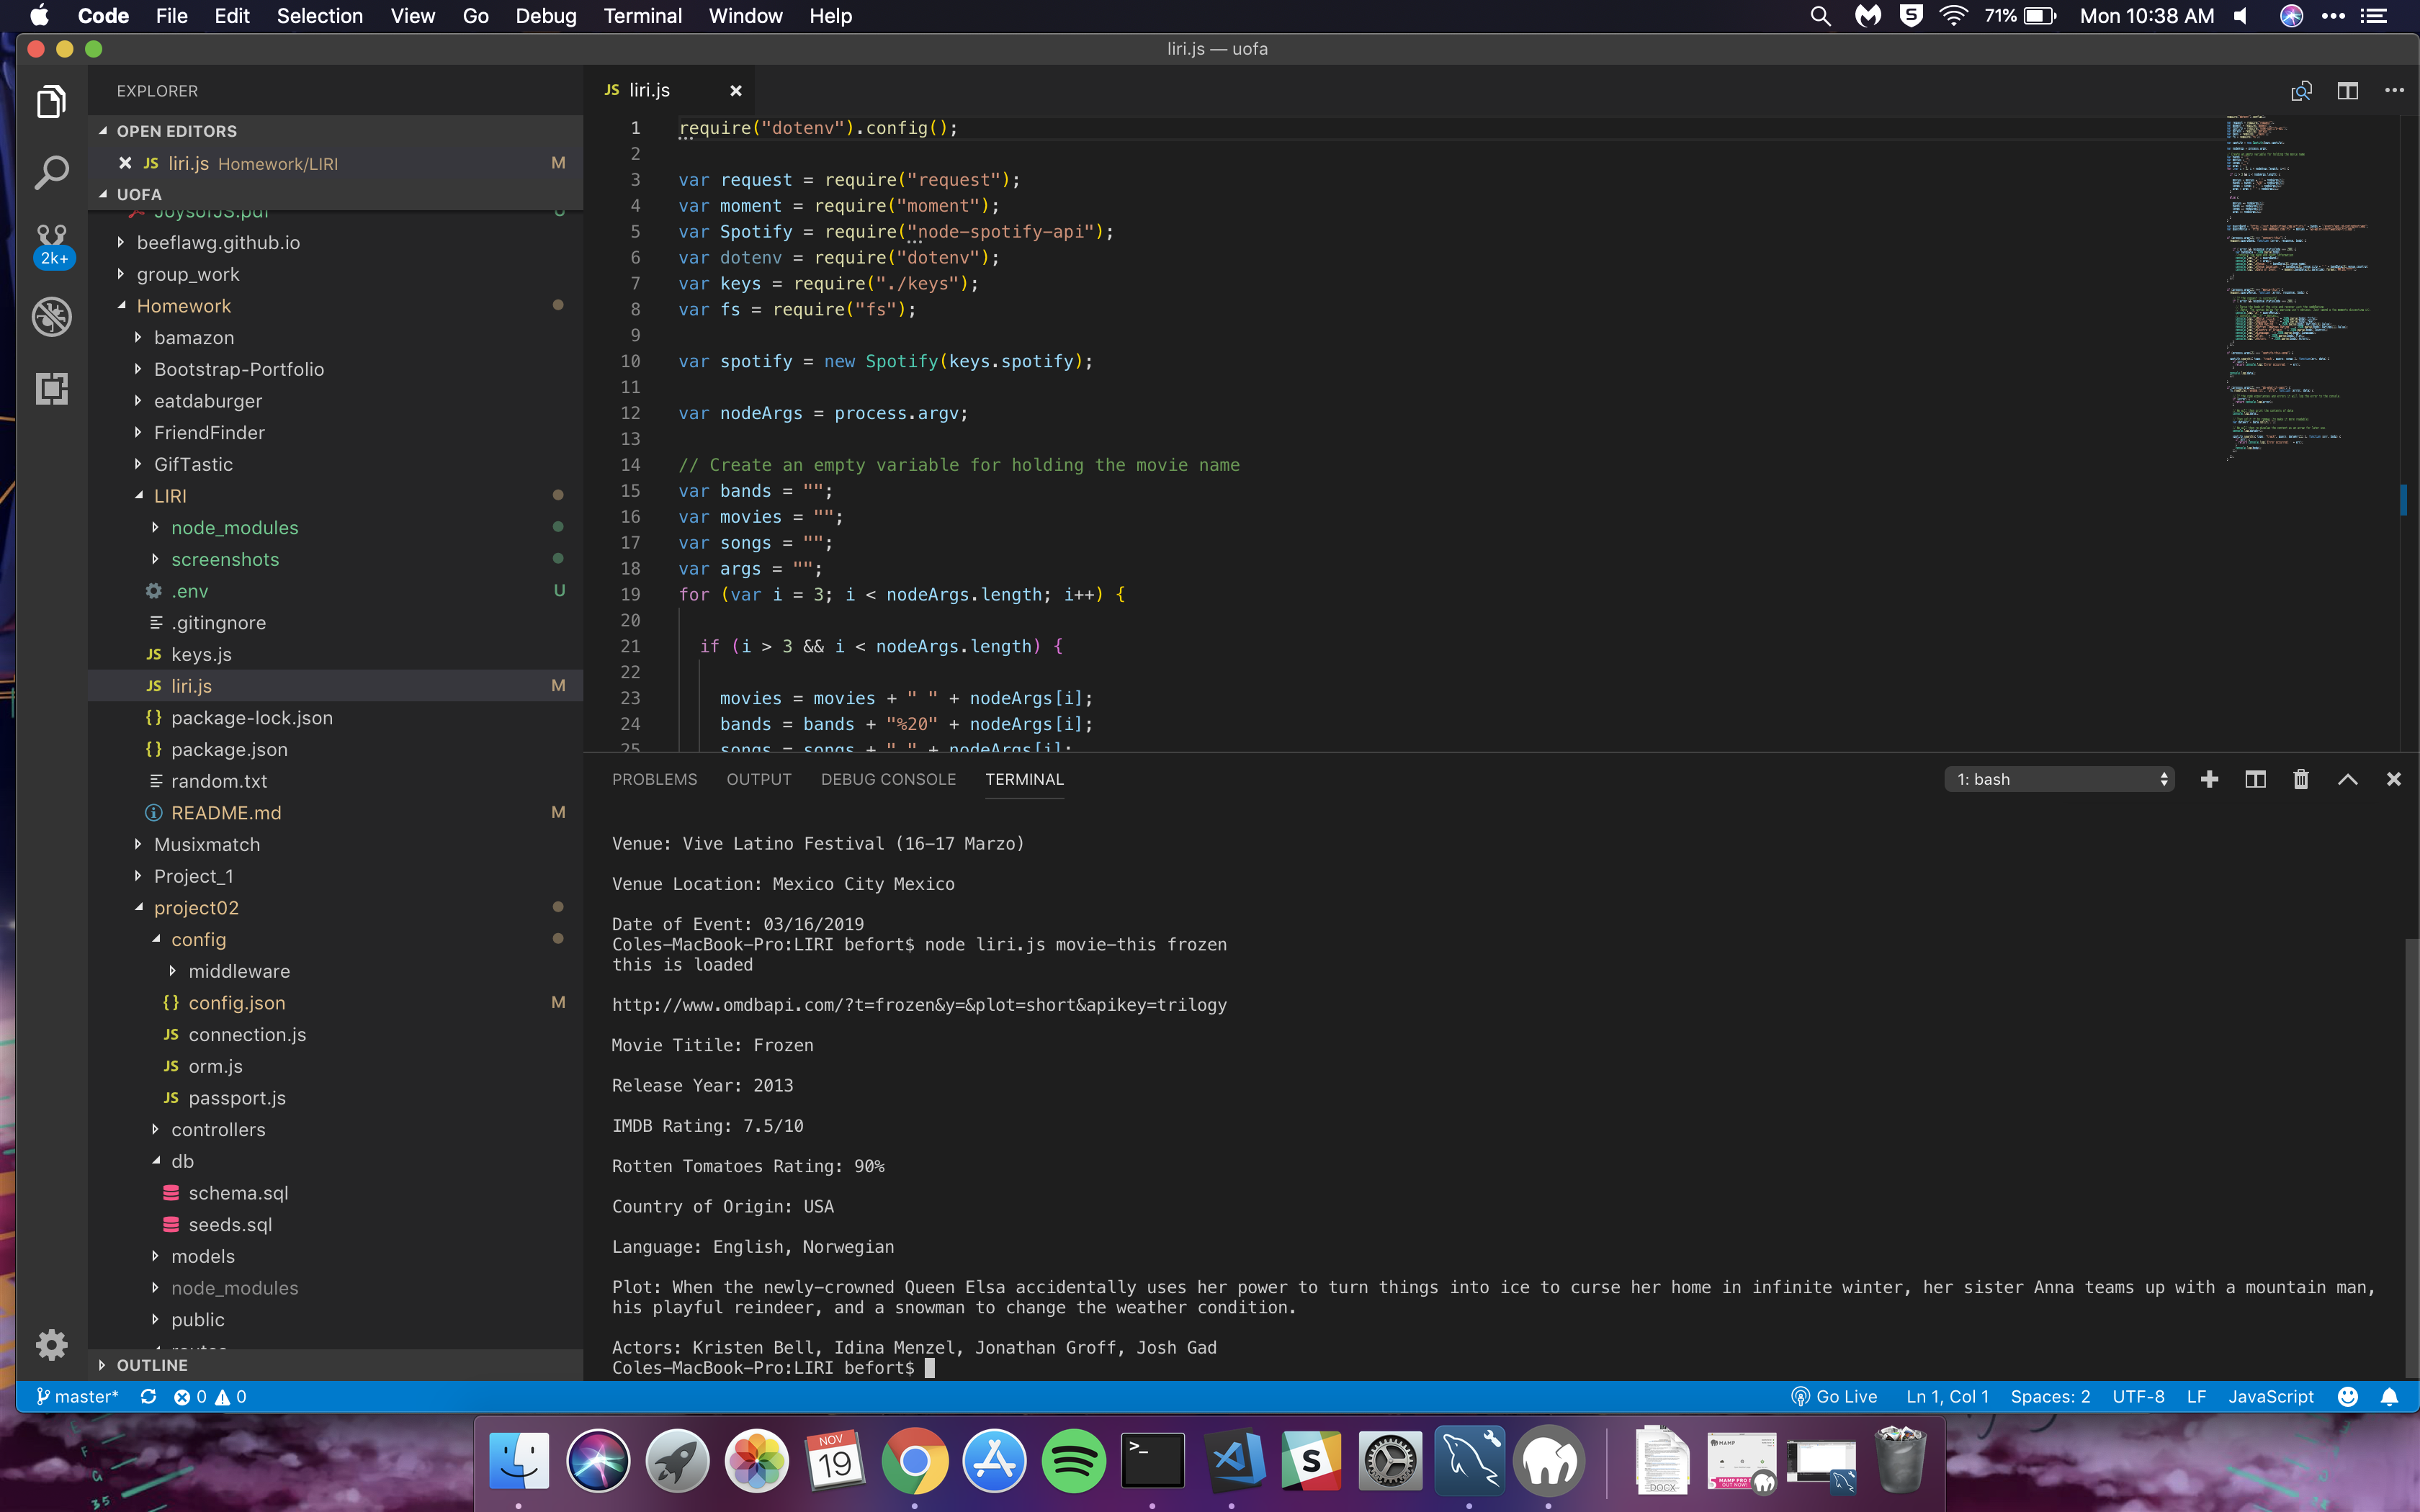 Code File Edit Selection View Go Debug Terminal Window Help 71% Mon 10:38 AM
liri.js — uofa
EXPLORER
OPEN EDITORS
JS liri.js Homework/LIRI M
UOFA
JoysofJS.pdf U
beeflawg.github.io
group_work
Homework
bamazon
Bootstrap-Portfolio
eatdaburger
FriendFinder
GifTastic
LIRI
node_modules
screenshots
.env U
.gitingnore
JS keys.js
JS liri.js M
{} package-lock.json
{} package.json
random.txt
README.md M
Musixmatch
Project_1
project02
config
middleware
{} config.json M
JS connection.js
JS orm.js
JS passport.js
controllers
db
schema.sql
seeds.sql
models
node_modules
public
routes
OUTLINE
2k+
JS liri.js
1 require("dotenv").config();
2
3 var request = require("request");
4 var moment = require("moment");
5 var Spotify = require("node-spotify-api");
6 var dotenv = require("dotenv");
7 var keys = require("./keys");
8 var fs = require("fs");
9
10 var spotify = new Spotify(keys.spotify);
11
12 var nodeArgs = process.argv;
13
14 // Create an empty variable for holding the movie name
15 var bands = "";
16 var movies = "";
17 var songs = "";
18 var args = "";
19 for (var i = 3; i < nodeArgs.length; i++) {
20
21 if (i > 3 && i < nodeArgs.length) {
22
23 movies = movies + " " + nodeArgs[i];
24 bands = bands + "%20" + nodeArgs[i];
25 songs = songs + " " + nodeArgs[i];
PROBLEMS OUTPUT DEBUG CONSOLE TERMINAL 1: bash
Venue: Vive Latino Festival (16-17 Marzo)
Venue Location: Mexico City Mexico
Date of Event: 03/16/2019
Coles-MacBook-Pro:LIRI befort$ node liri.js movie-this frozen
this is loaded
http://www.omdbapi.com/?t=frozen&y=&plot=short&apikey=trilogy
Movie Titile: Frozen
Release Year: 2013
IMDB Rating: 7.5/10
Rotten Tomatoes Rating: 90%
Country of Origin: USA
Language: English, Norwegian
Plot: When the newly-crowned Queen Elsa accidentally uses her power to turn things into ice to curse her home in infinite winter, her sister Anna teams up with a mountain man,
his playful reindeer, and a snowman to change the weather condition.
Actors: Kristen Bell, Idina Menzel, Jonathan Groff, Josh Gad
Coles-MacBook-Pro:LIRI befort$
master* 0 0 Go Live Ln 1, Col 1 Spaces: 2 UTF-8 LF JavaScript
NOV
19
S
DOCX
MAMP
35